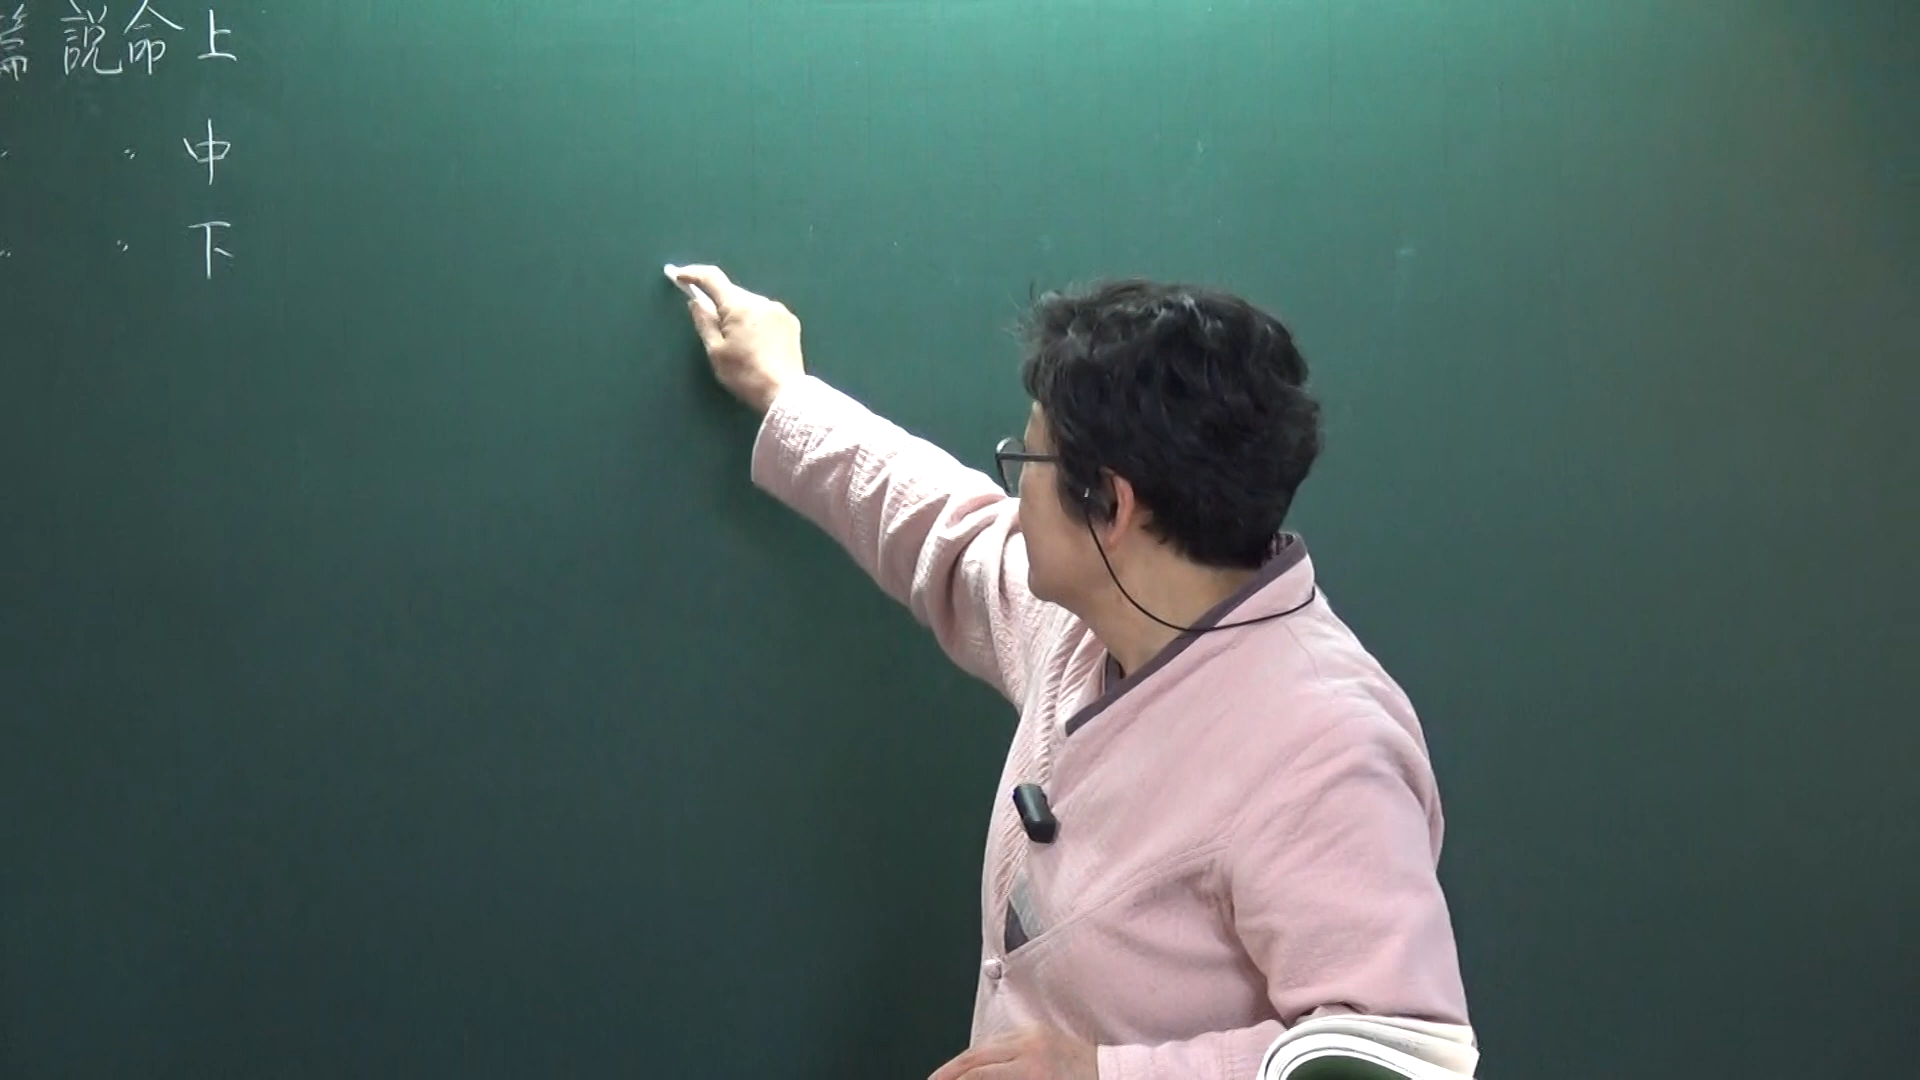 篇 說命 上
〃 〃 中
〃 〃 下